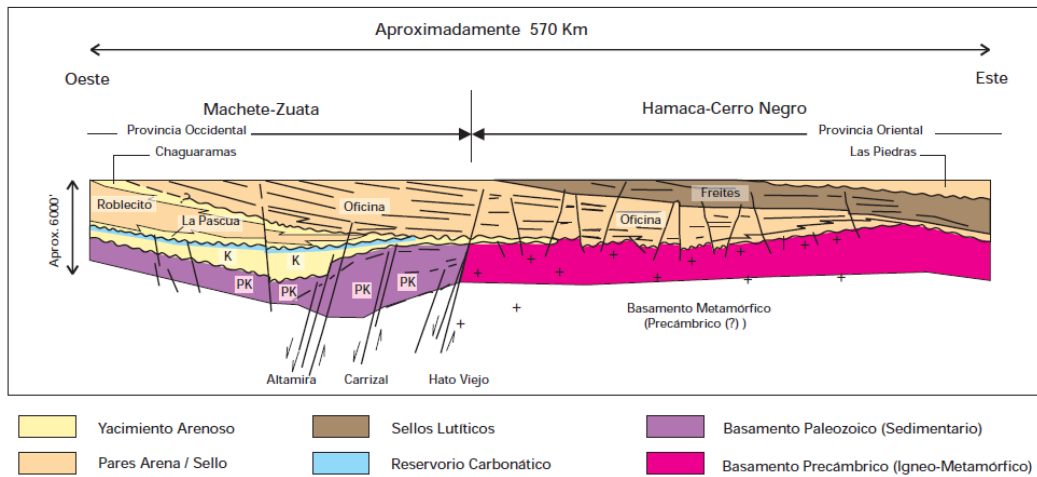 Aproximadamente 570 Km
Oeste
Este
Machete-Zuata
Hamaca-Cerro Negro
Provincia Occidental
Provincia Oriental
Chaguaramas
Las Piedras
Aprox. 6000'
Roblecito
La Pascua
Oficina
Freites
Oficina
K
K
PK
PK
PK
PK
Basamento Metamórfico
(Precámbrico (?) )
Altamira
Carrizal
Hato Viejo
Yacimiento Arenoso
Sellos Lutíticos
Basamento Paleozoico (Sedimentario)
Pares Arena / Sello
Reservorio Carbonático
Basamento Precámbrico (Igneo-Metamórfico)